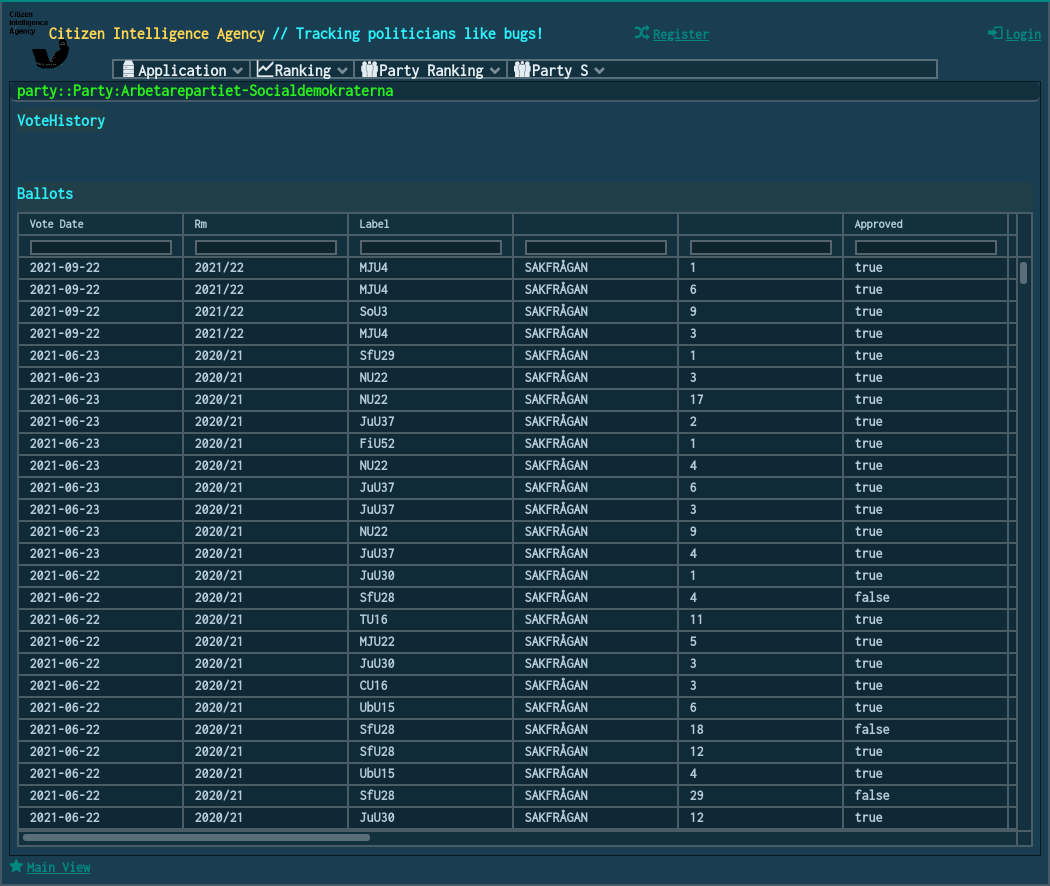 Citizen
Intelligence
Agency
Citizen Intelligence Agency // Tracking politicians like bugs!
Register
Login
Application Ranking Party Ranking Party S
party::Party:Arbetarepartiet-Socialdemokraterna
VoteHistory
Ballots
Vote Date Rm Label Approved
2021-09-22 2021/22 MJU4 SAKFRÅGAN 1 true
2021-09-22 2021/22 MJU4 SAKFRÅGAN 6 true
2021-09-22 2021/22 SoU3 SAKFRÅGAN 9 true
2021-09-22 2021/22 MJU4 SAKFRÅGAN 3 true
2021-06-23 2020/21 SfU29 SAKFRÅGAN 1 true
2021-06-23 2020/21 NU22 SAKFRÅGAN 3 true
2021-06-23 2020/21 NU22 SAKFRÅGAN 17 true
2021-06-23 2020/21 JuU37 SAKFRÅGAN 2 true
2021-06-23 2020/21 FiU52 SAKFRÅGAN 1 true
2021-06-23 2020/21 NU22 SAKFRÅGAN 4 true
2021-06-23 2020/21 JuU37 SAKFRÅGAN 6 true
2021-06-23 2020/21 JuU37 SAKFRÅGAN 3 true
2021-06-23 2020/21 NU22 SAKFRÅGAN 9 true
2021-06-23 2020/21 JuU37 SAKFRÅGAN 4 true
2021-06-22 2020/21 JuU30 SAKFRÅGAN 1 true
2021-06-22 2020/21 SfU28 SAKFRÅGAN 4 false
2021-06-22 2020/21 TU16 SAKFRÅGAN 11 true
2021-06-22 2020/21 MJU22 SAKFRÅGAN 5 true
2021-06-22 2020/21 JuU30 SAKFRÅGAN 3 true
2021-06-22 2020/21 CU16 SAKFRÅGAN 3 true
2021-06-22 2020/21 UbU15 SAKFRÅGAN 6 true
2021-06-22 2020/21 SfU28 SAKFRÅGAN 18 false
2021-06-22 2020/21 SfU28 SAKFRÅGAN 12 true
2021-06-22 2020/21 UbU15 SAKFRÅGAN 4 true
2021-06-22 2020/21 SfU28 SAKFRÅGAN 29 false
2021-06-22 2020/21 JuU30 SAKFRÅGAN 12 true
Main View